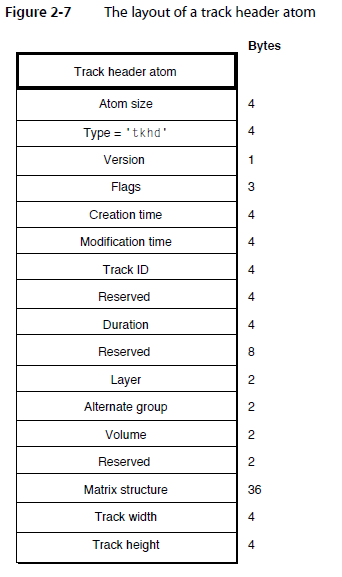 Figure 2-7 The layout of a track header atom
Bytes
Track header atom
Atom size 4
Type = 'tkhd' 4
Version 1
Flags 3
Creation time 4
Modification time 4
Track ID 4
Reserved 4
Duration 4
Reserved 8
Layer 2
Alternate group 2
Volume 2
Reserved 2
Matrix structure 36
Track width 4
Track height 4